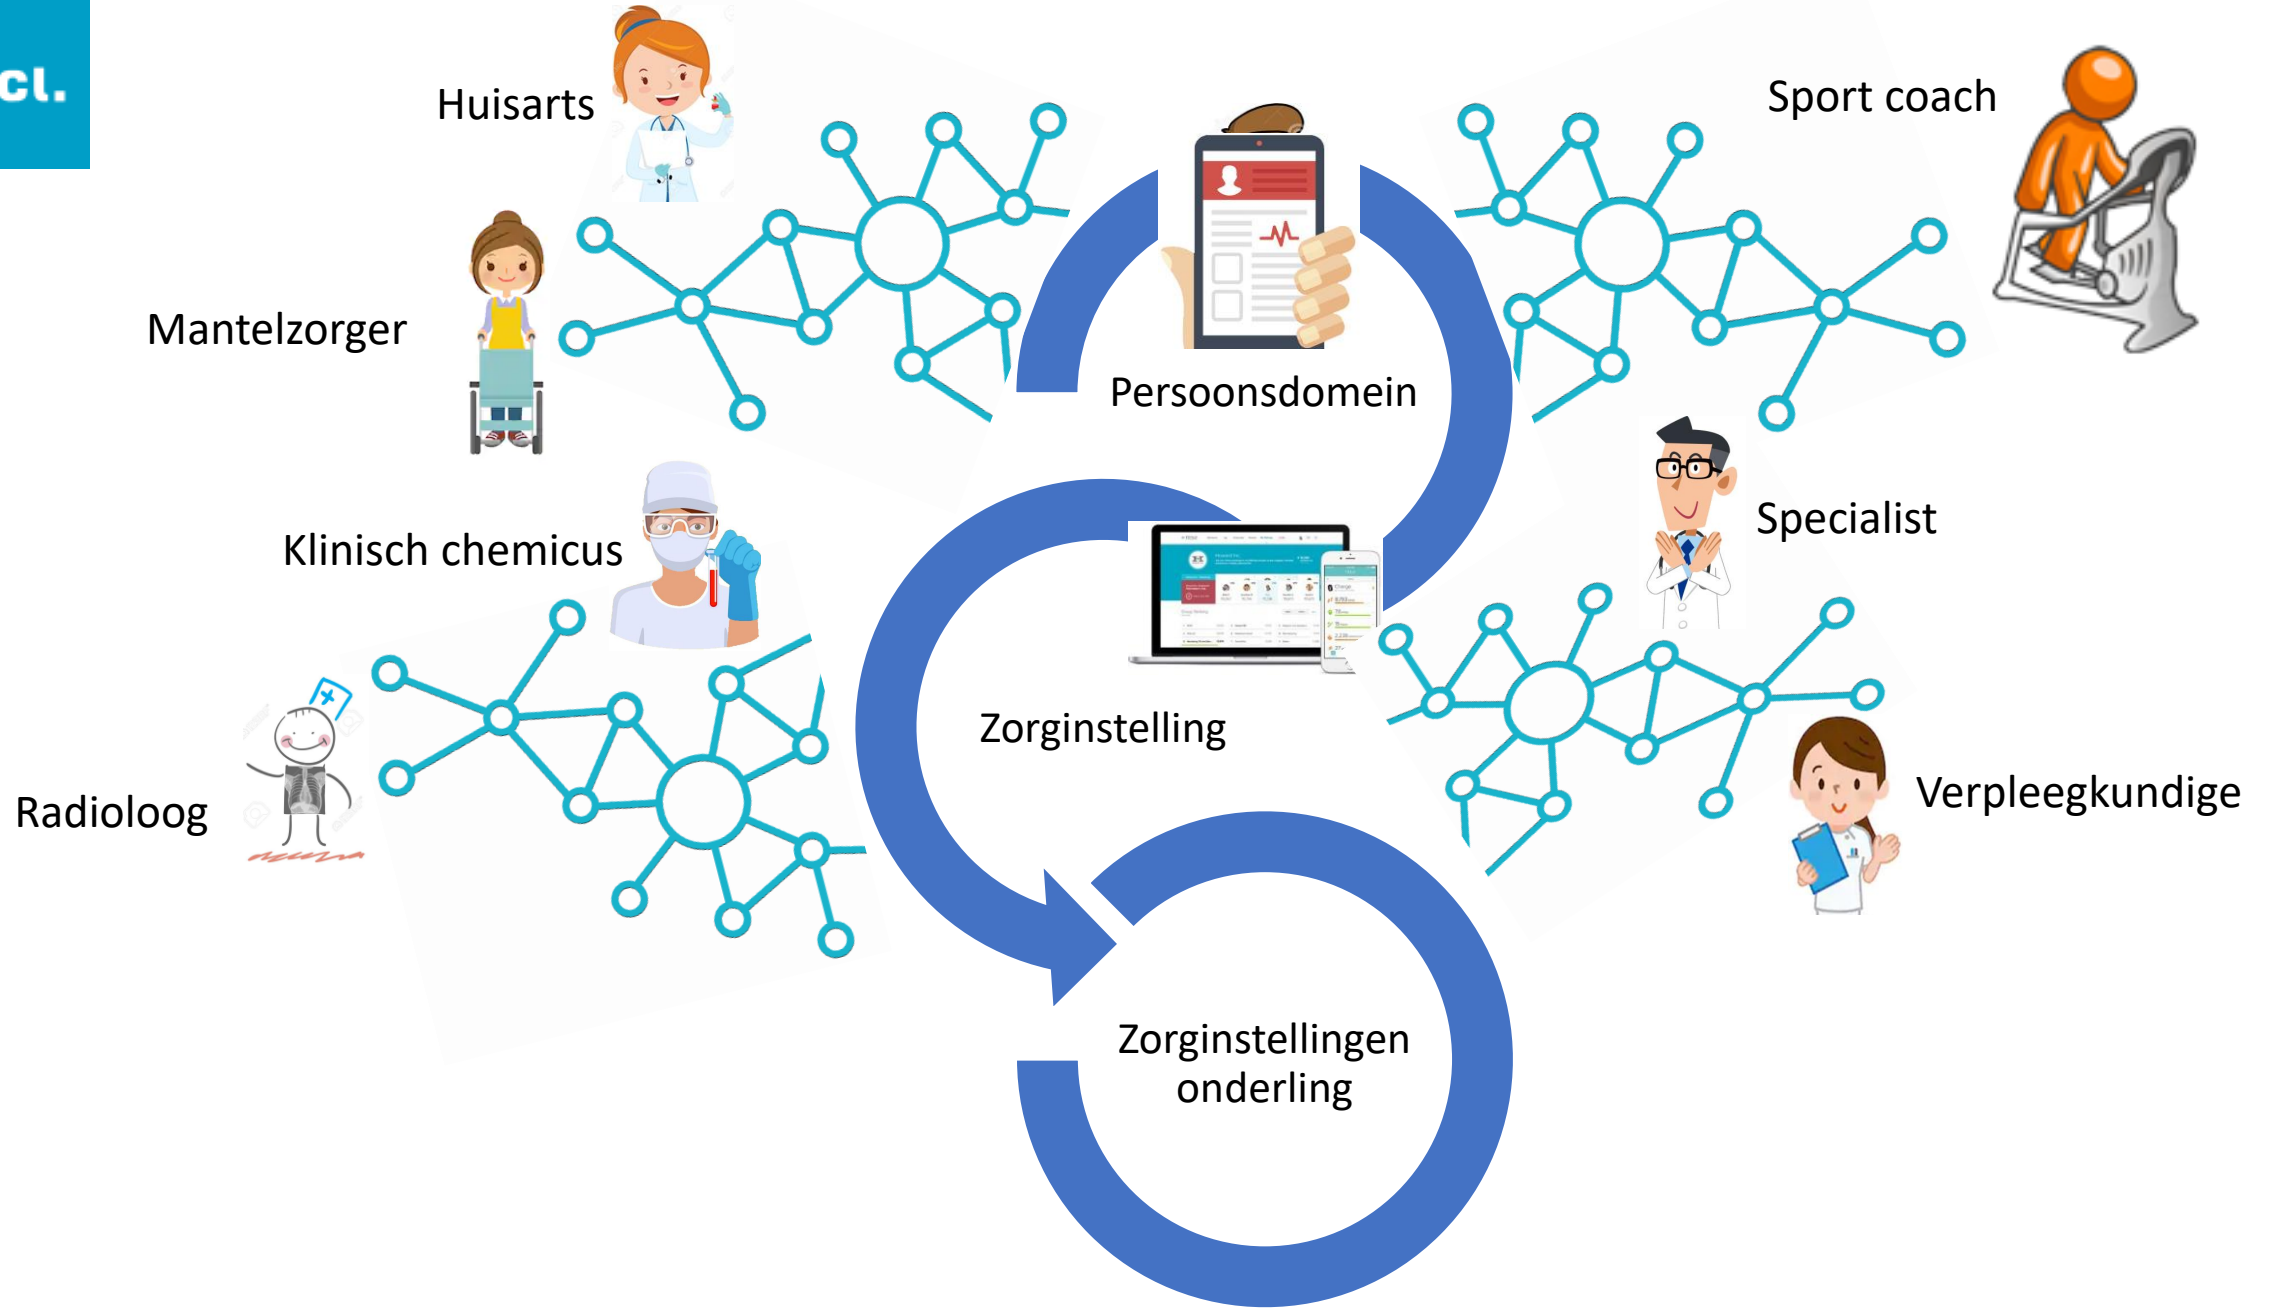 cl.
Huisarts
Sport coach
Mantelzorger
Persoonsdomein
Klinisch chemicus
Specialist
Zorginstelling
Radioloog
Verpleegkundige
Zorginstellingen
onderling